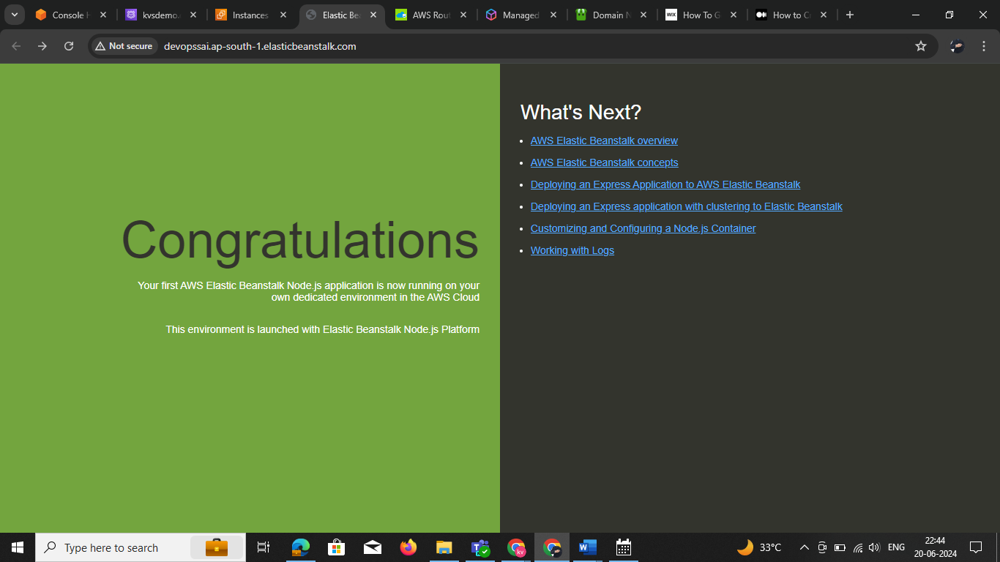 Console H
kvsdemo.
Instances
Elastic Bea
AWS Rout
Managed
Domain N
WIX
How To G
How to Cr
Not secure
devopssai.ap-south-1.elasticbeanstalk.com
Congratulations
Your first AWS Elastic Beanstalk Node.js application is now running on your
own dedicated environment in the AWS Cloud
This environment is launched with Elastic Beanstalk Node.js Platform
What's Next?
AWS Elastic Beanstalk overview
AWS Elastic Beanstalk concepts
Deploying an Express Application to AWS Elastic Beanstalk
Deploying an Express application with clustering to Elastic Beanstalk
Customizing and Configuring a Node.js Container
Working with Logs
Type here to search
kv
33°C
ENG
22:44
20-06-2024